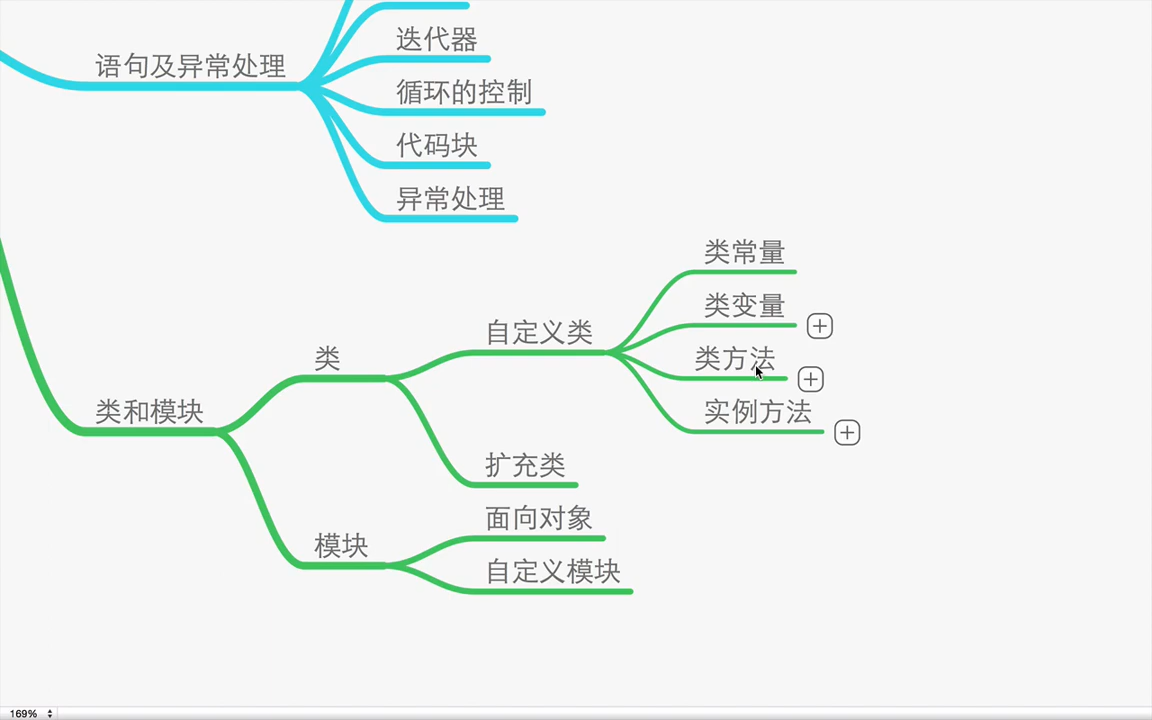 迭代器
语句及异常处理
循环的控制
代码块
异常处理
类常量
类变量
自定义类
类
类方法
类和模块
实例方法
扩充类
面向对象
模块
自定义模块
169%